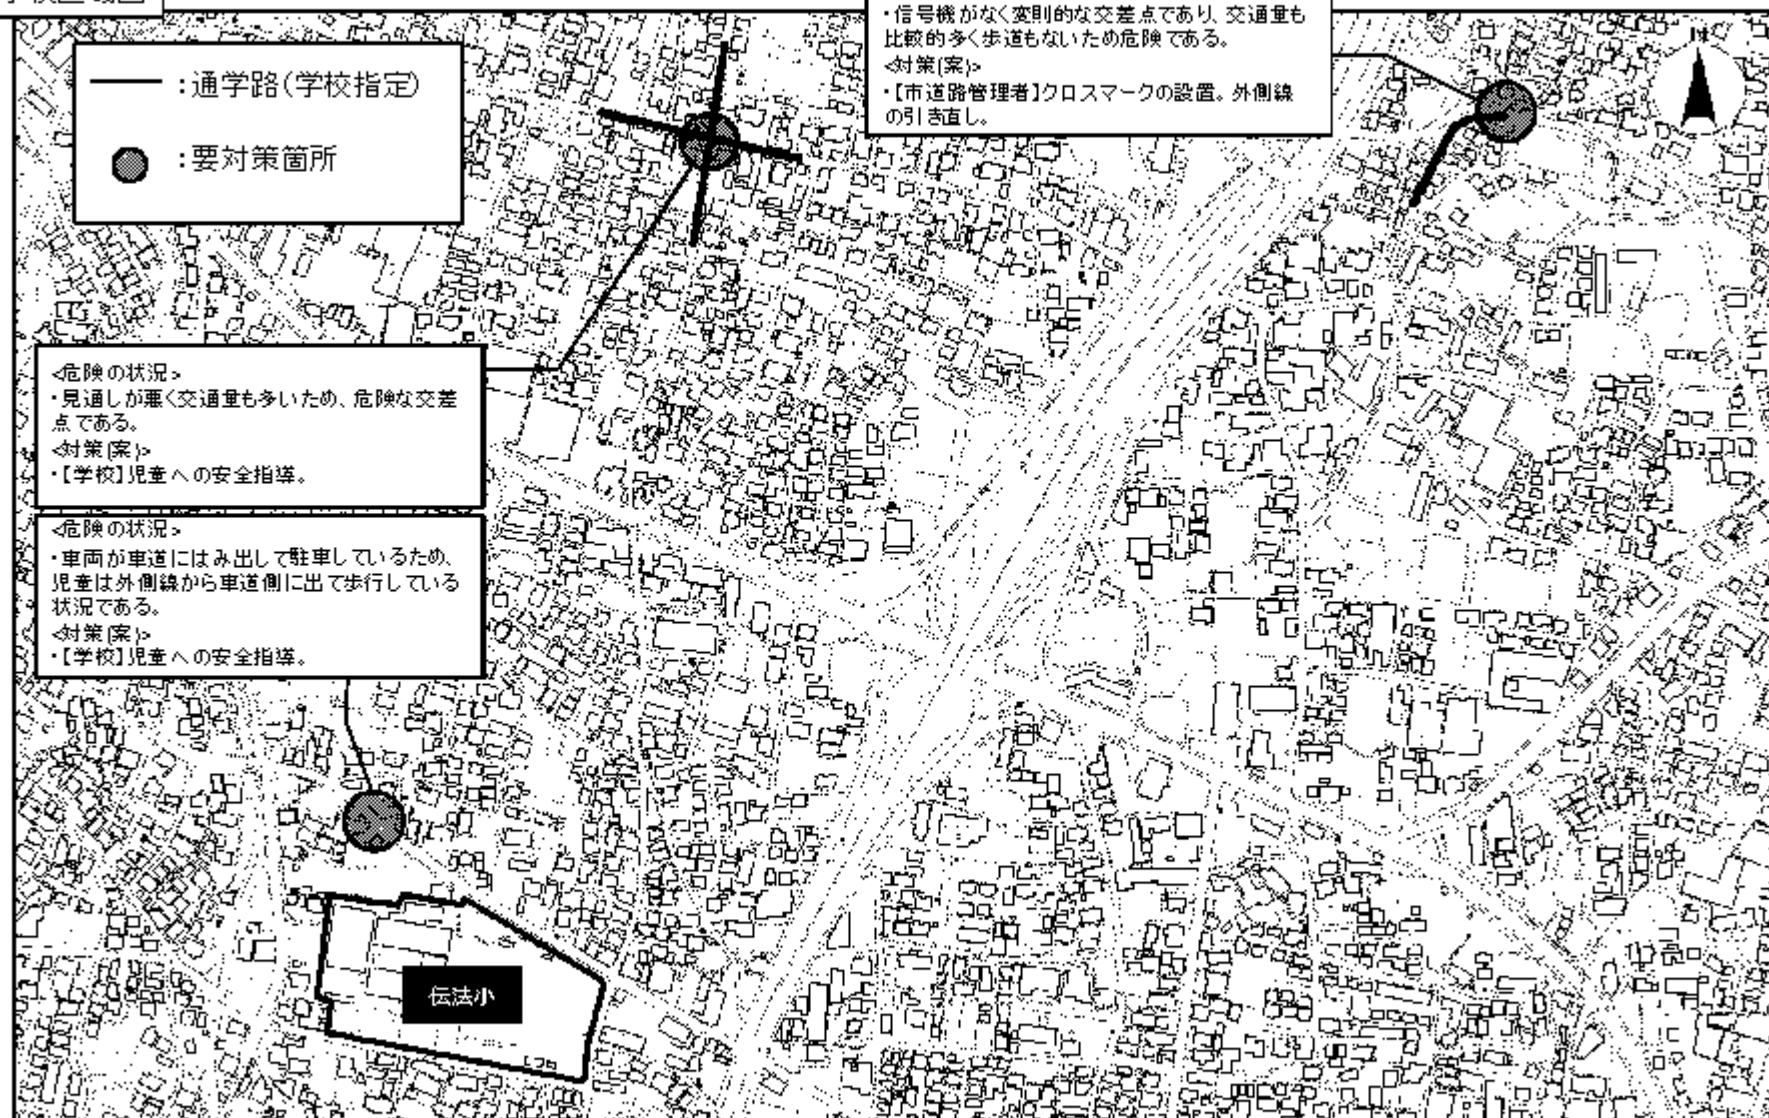 ・信号機がなく変則的な交差点であり、交通量も
比較的多く歩道もないため危険である。
<対策(案)>
・【市道路管理者】クロスマークの設置。外側線
の引き直し。
N
：通学路(学校指定)
：要対策箇所
<危険の状況>
・見通しが悪く交通量も多いため、危険な交差
点である。
<対策(案)>
・【学校】児童への安全指導。
<危険の状況>
・車両が車道にはみ出して駐車しているため、
児童は外側線から車道側に出て歩行している
状況である。
<対策(案)>
・【学校】児童への安全指導。
伝法小